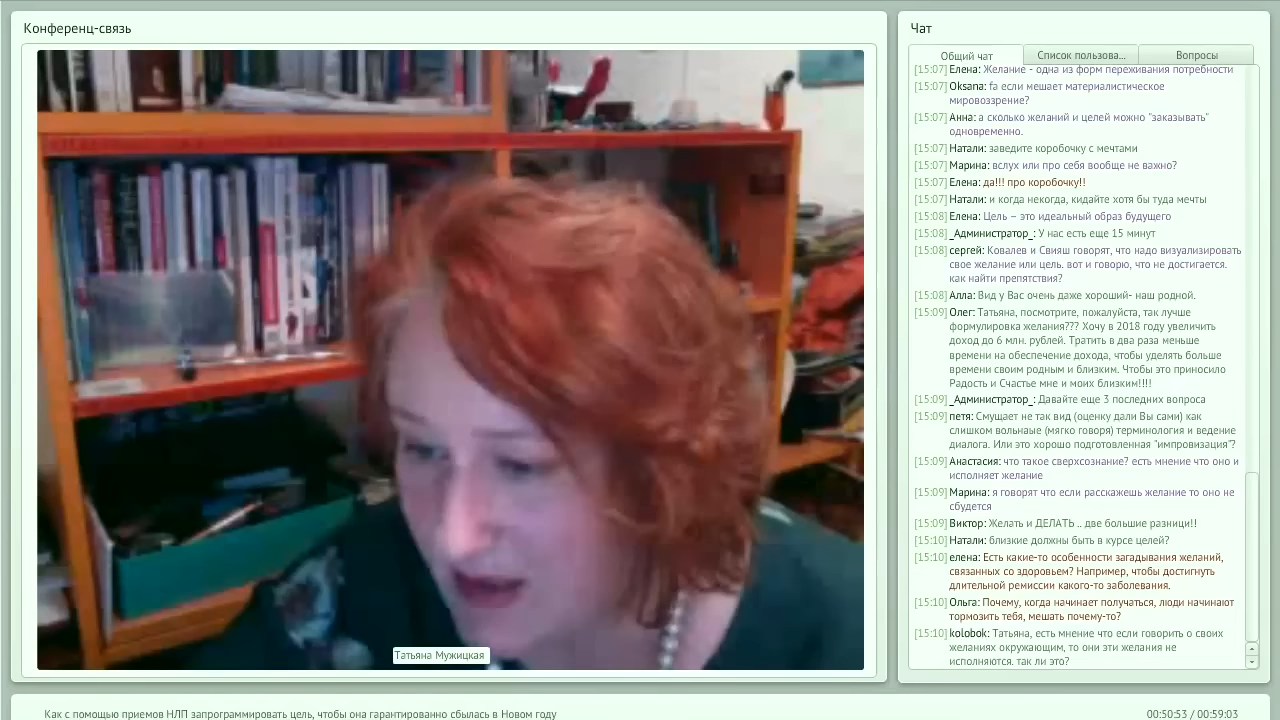 Конференц-связь
Татьяна Мужицкая
Чат
Общий чат
Список пользова...
Вопросы
[15:07] Елена: Желание - одна из форм переживания потребности
[15:07] Oksana: fа если мешает материалистическое
мировоззрение?
[15:07] Анна: а сколько желаний и целей можно "заказывать"
одновременно.
[15:07] Натали: заведите коробочку с мечтами
[15:07] Марина: вслух или про себя вообще не важно?
[15:07] Елена: да!!! про коробочку!!
[15:07] Натали: и когда некогда, кидайте хотя бы туда мечты
[15:08] Елена: Цель – это идеальный образ будущего
[15:08] _Администратор_: У нас есть еще 15 минут
[15:08] сергей: Ковалев и Свияш говорят, что надо визуализировать
свое желание или цель. вот и говорю, что не достигается.
как найти препятствия?
[15:08] Алла: Вид у Вас очень даже хороший- наш родной.
[15:09] Олег: Татьяна, посмотрите, пожалуйста, так лучше
формулировка желания??? Хочу в 2018 году увеличить
доход до 6 млн. рублей. Тратить в два раза меньше
времени на обеспечение дохода, чтобы уделять больше
времени своим родным и близким. Чтобы это приносило
Радость и Счастье мне и моих близким!!!!
[15:09] _Администратор_: Давайте еще 3 последних вопроса
[15:09] петя: Смущает не так вид (оценку дали Вы сами) как
слишком вольнаые (мягко говоря) терминология и ведение
диалога. Или это хорошо подготовленная "импровизация"?
[15:09] Анастасия: что такое сверхсознание? есть мнение что оно и
исполняет желание
[15:09] Марина: я говорят что если расскажешь желание то оно не
сбудется
[15:09] Виктор: Желать и ДЕЛАТЬ .. две большие разници!!
[15:10] Натали: близкие должны быть в курсе целей?
[15:10] елена: Есть какие-то особенности загадывания желаний,
связанных со здоровьем? Например, чтобы достигнуть
длительной ремиссии какого-то заболевания.
[15:10] Ольга: Почему, когда начинает получаться, люди начинают
тормозить тебя, мешать почему-то?
[15:10] kolobok: Татьяна, есть мнение что если говорить о своих
желаниях окружающим, то они эти желания не
исполняются. так ли это?
Как с помощью приемов НЛП запрограммировать цель, чтобы она гарантированно сбылась в Новом году
00:50:53 / 00:59:03